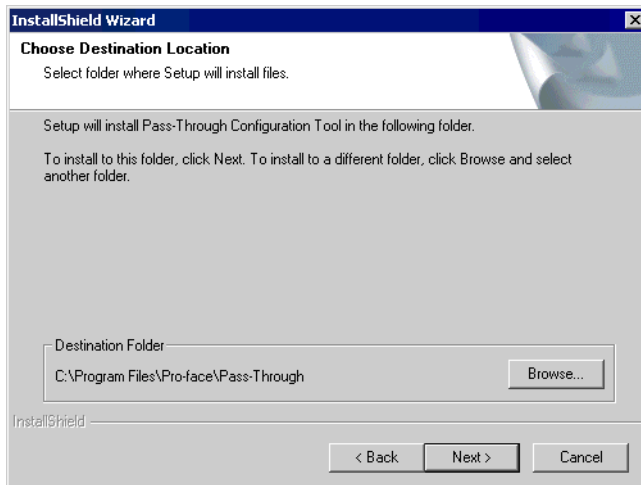 InstallShield Wizard
Choose Destination Location
Select folder where Setup will install files.
Setup will install Pass-Through Configuration Tool in the following folder.
To install to this folder, click Next. To install to a different folder, click Browse and select
another folder.
Destination Folder
C:\Program Files\Pro-face\Pass-Through
Browse...
InstallShield
< Back
Next >
Cancel